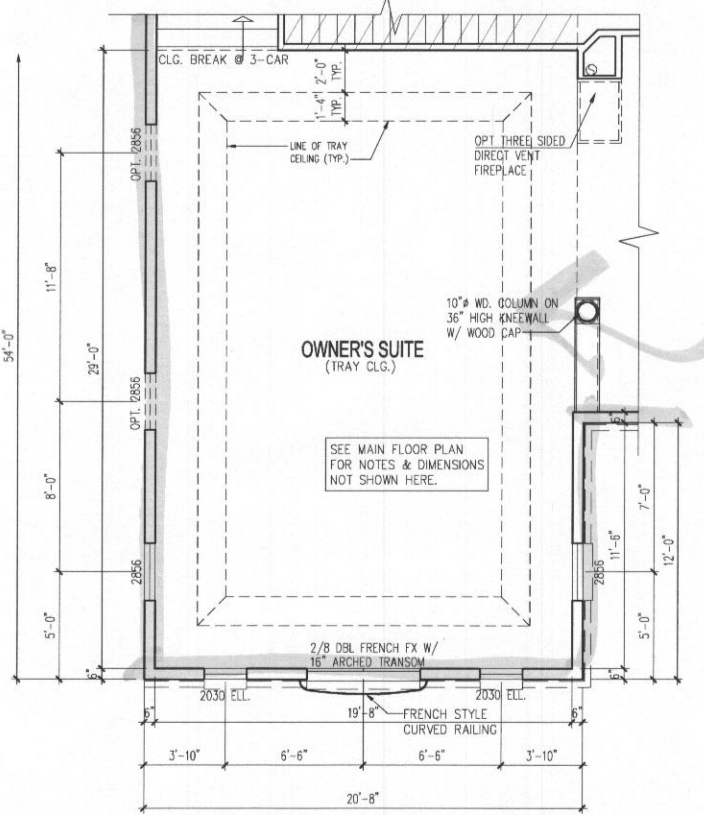 CLG. BREAK @ 3-CAR
2'-0"
TYP.
1'-4"
TYP.
LINE OF TRAY
CEILING (TYP.)
OPT THREE SIDED
DIRECT VENT
FIREPLACE
OPT. 2856
11'-8"
54'-0"
29'-0"
10"ø WD. COLUMN ON
36" HIGH KNEEWALL
W/ WOOD CAP
OWNER'S SUITE
(TRAY CLG.)
OPT. 2856
SEE MAIN FLOOR PLAN
FOR NOTES & DIMENSIONS
NOT SHOWN HERE.
6"
8'-0"
7'-0"
11'-6"
12'-0"
2856
2856
5'-0"
5'-0"
2/8 DBL FRENCH FX W/
16" ARCHED TRANSOM
6"
6"
2030 ELL.
2030 ELL.
6"
19'-8"
6"
FRENCH STYLE
CURVED RAILING
3'-10"
6'-6"
6'-6"
3'-10"
20'-8"